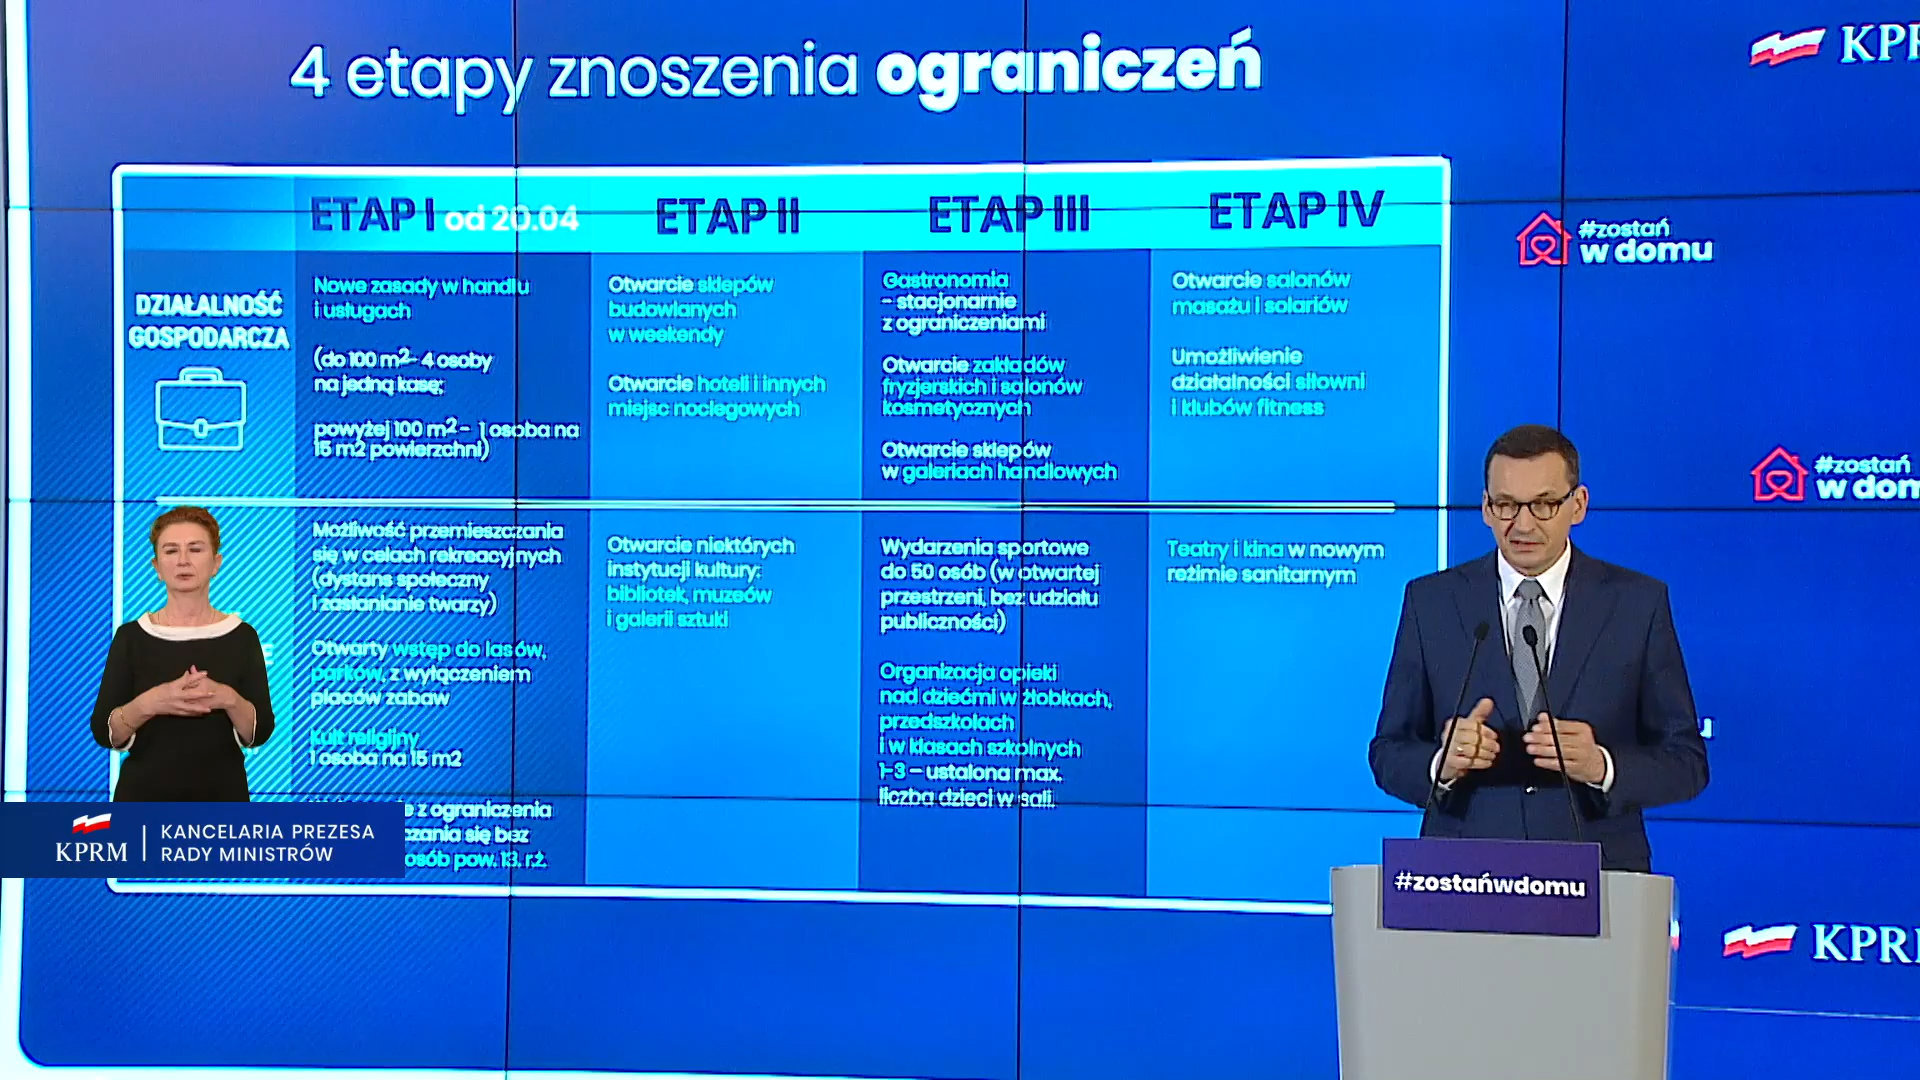 4 etapy znoszenia ograniczeń
KPR
ETAP I od 20.04
ETAP II
ETAP III
ETAP IV
DZIAŁALNOŚĆ
GOSPODARCZA
Nowe zasady w handlu
i usługach
(do 100 m2- 4 osoby
na jedną kasę;
powyżej 100 m2 - 1 osoba na
15 m2 powierzchni)
Otwarcie sklepów
budowlanych
w weekendy
Otwarcie hoteli i innych
miejsc noclegowych
Gastronomia
- stacjonarnie
z ograniczeniami
Otwarcie zakładów
fryzjerskich i salonów
kosmetycznych
Otwarcie sklepów
w galeriach handlowych
Otwarcie salonów
masażu i solariów
Umożliwienie
działalności siłowni
i klubów fitness
Możliwość przemieszczania
się w celach rekreacyjnych
(dystans społeczny
i zasłanianie twarzy)
Otwarty wstęp do lasów,
parków, z wyłączeniem
placów zabaw
Kult religijny
1 osoba na 15 m2
e z ograniczenia
czania się bez
osób pow. 13. r.ż.
Otwarcie niektórych
instytucji kultury:
bibliotek, muzeów
i galerii sztuki
Wydarzenia sportowe
do 50 osób (w otwartej
przestrzeni, bez udziału
publiczności)
Organizacja opieki
nad dziećmi w żłobkach,
przedszkolach
i w klasach szkolnych
1-3 – ustalona max.
liczba dzieci w sali.
Teatry i kina w nowym
reżimie sanitarnym
#zostań
w domu
#zostań
w dom
KPRM
KANCELARIA PREZESA
RADY MINISTRÓW
#zostańwdomu
KPR